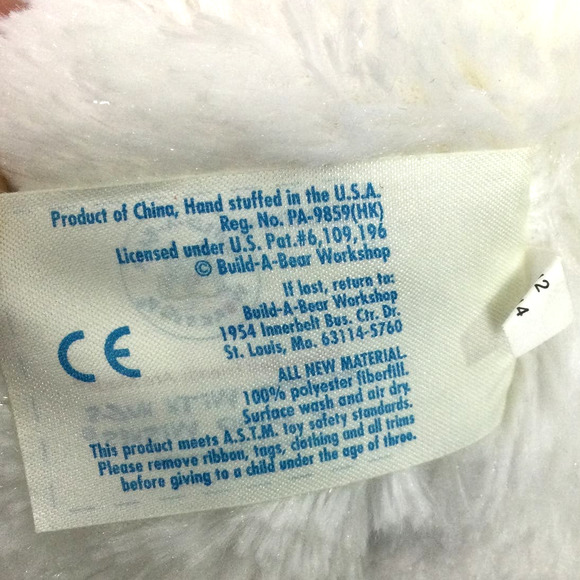 Product of China, Hand stuffed in the U.S.A.
Reg. No. PA-9859(HK)
Licensed under U.S. Pat.#6,109,196
© Build-A-Bear Workshop
If lost, return to:
Build-A-Bear Workshop
1954 Innerbelt Bus. Ctr. Dr.
St. Louis, Mo. 63114-5760
CE
ALL NEW MATERIAL.
100% polyester fiberfill.
Surface wash and air dry.
This product meets A.S.T.M. toy safety standards.
Please remove ribbon, tags, clothing and all trims
before giving to a child under the age of three.